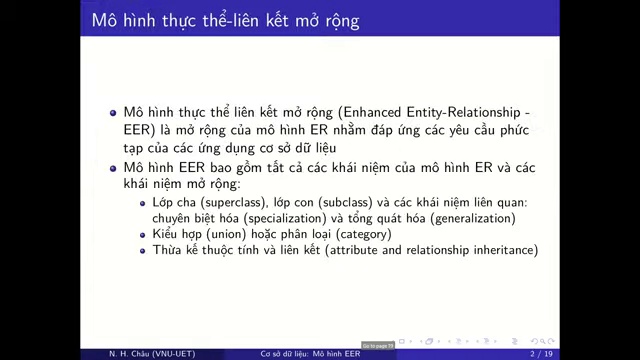 Mô hình thực thể-liên kết mở rộng
Mô hình thực thể liên kết mở rộng (Enhanced Entity-Relationship -
EER) là mở rộng của mô hình ER nhằm đáp ứng các yêu cầu phức
tạp của các ứng dụng cơ sở dữ liệu
Mô hình EER bao gồm tất cả các khái niệm của mô hình ER và các
khái niệm mở rộng:
Lớp cha (superclass), lớp con (subclass) và các khái niệm liên quan:
chuyên biệt hóa (specialization) và tổng quát hóa (generalization)
Kiểu hợp (union) hoặc phân loại (category)
Thừa kế thuộc tính và liên kết (attribute and relationship inheritance)
Go to page 19
N. H. Châu (VNU-UET) Cơ sở dữ liệu: Mô hình EER 2 / 19